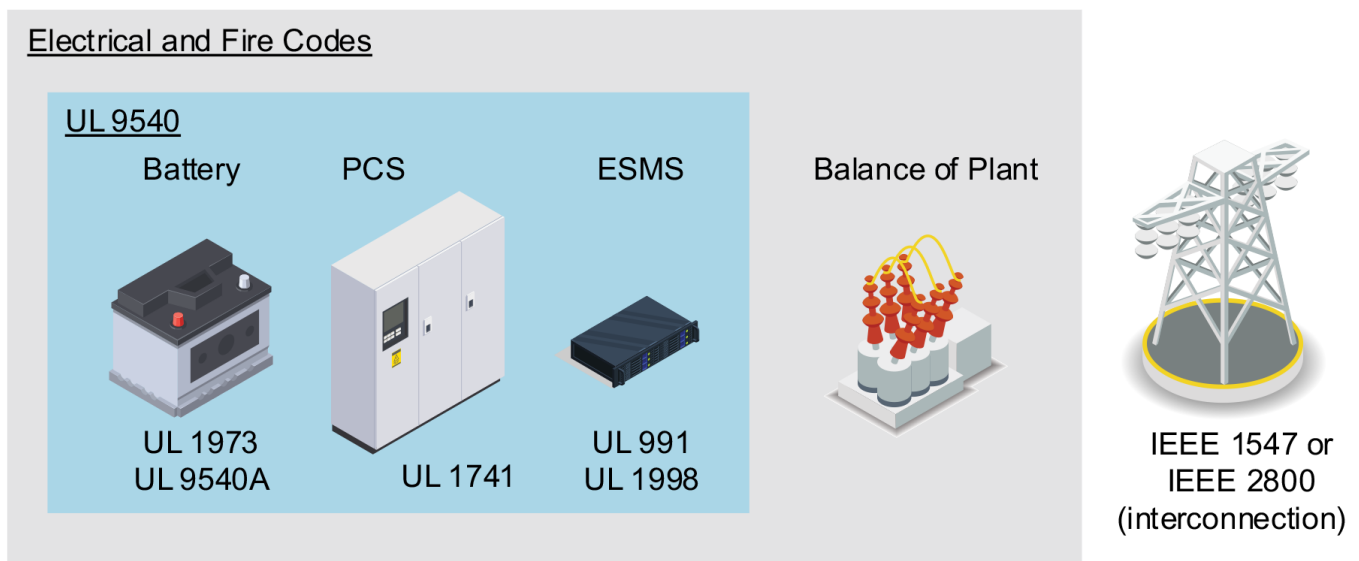 Electrical and Fire Codes
UL 9540
Battery
PCS
ESMS
Balance of Plant
UL 1973
UL 9540A
UL 1741
UL 991
UL 1998
IEEE 1547 or
IEEE 2800
(interconnection)